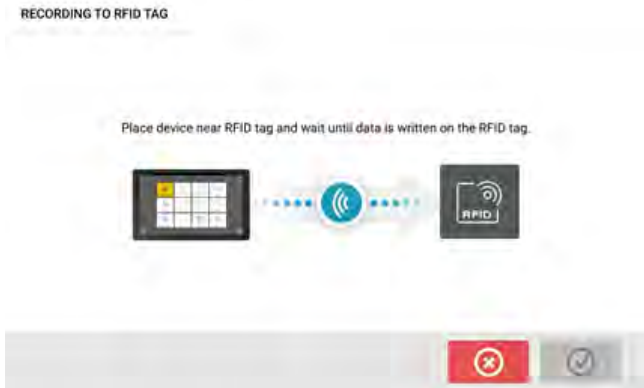 RECORDING TO RFID TAG
Place device near RFID tag and wait until data is written on the RFID tag.
RFID